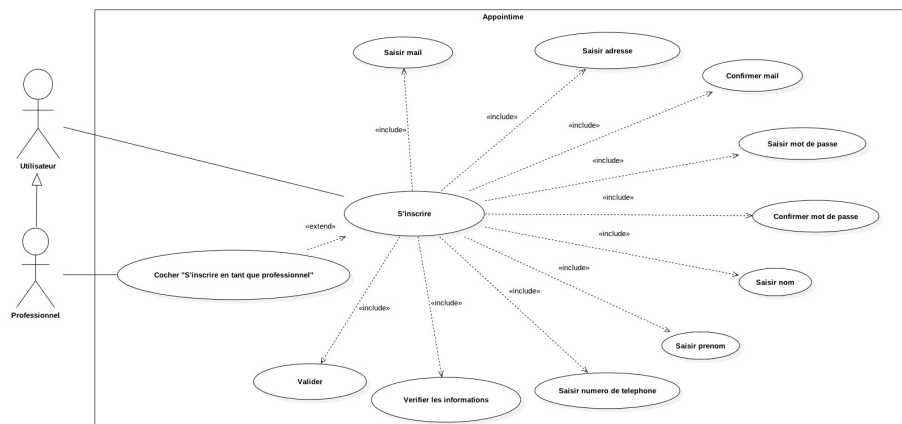 Appointime
Saisir mail
Saisir adresse
Confirmer mail
«include»
«include»
«include»
Saisir mot de passe
Utilisateur
«include»
S'inscrire
Confirmer mot de passe
«extend»
«include»
«include»
Cocher "S'inscrire en tant que professionnel"
Saisir nom
«include»
«include»
«include»
«include»
Professionnel
Saisir prenom
Valider
Verifier les informations
Saisir numero de telephone